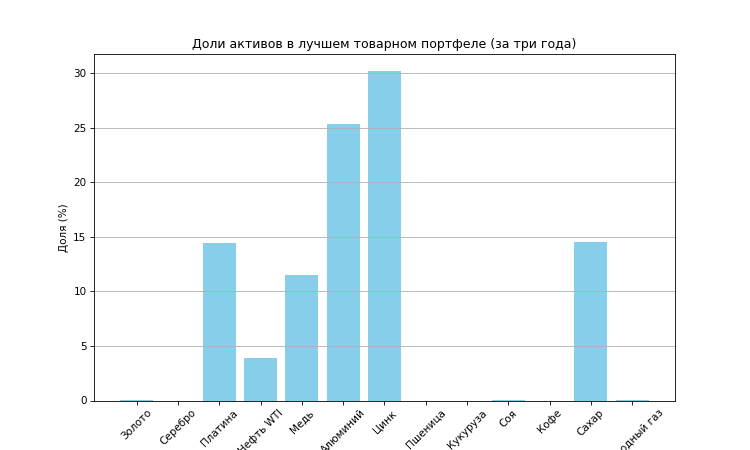 Доли активов в лучшем товарном портфеле (за три года)
Доля (%)
30
25
20
15
10
5
0
Золото
Серебро
Платина
Нефть WTI
Медь
Алюминий
Цинк
Пшеница
Кукуруза
Соя
Кофе
Сахар
газ